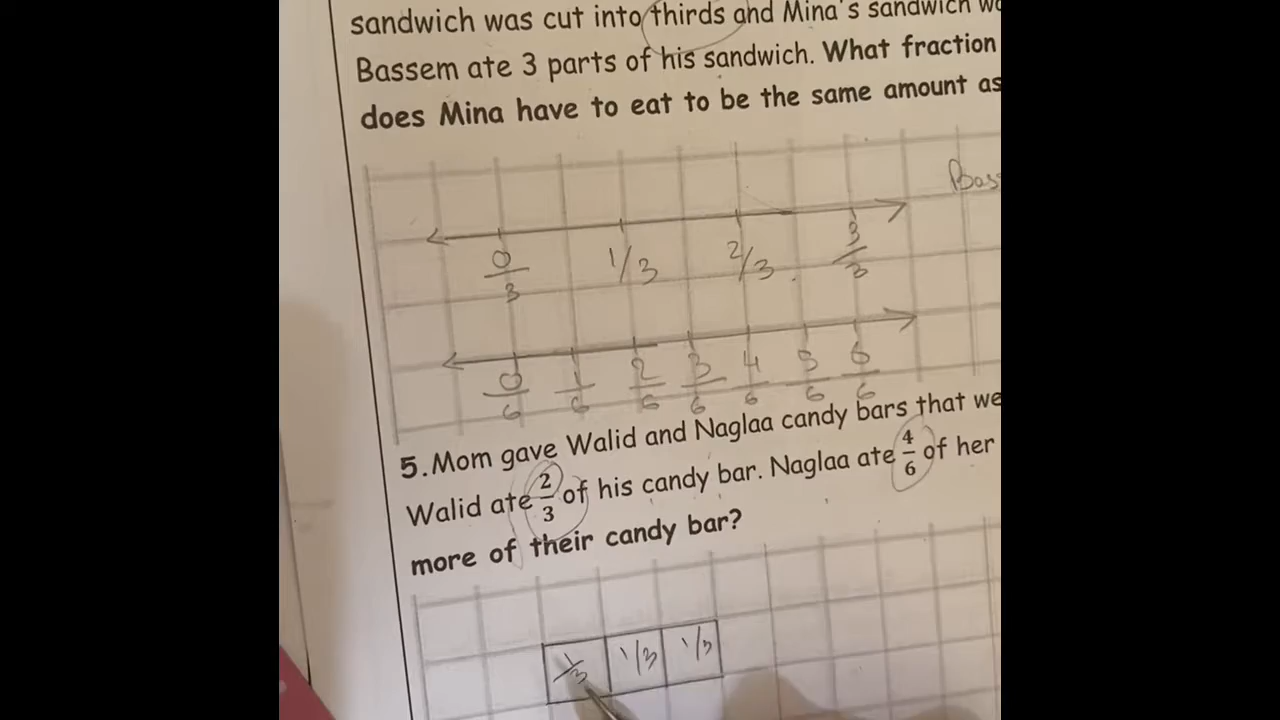 sandwich was cut into thirds and Mina's sandwich
Bassem ate 3 parts of his sandwich. What fraction
does Mina have to eat to be the same amount as
Bas
0/3 1/3 2/3 3/3
0/6 1/6 2/6 3/6 4/6 5/6 6/6
5. Mom gave Walid and Naglaa candy bars that we
Walid ate 2/3 of his candy bar. Naglaa ate 4/6 of her
more of their candy bar?
1/3 1/3 1/3